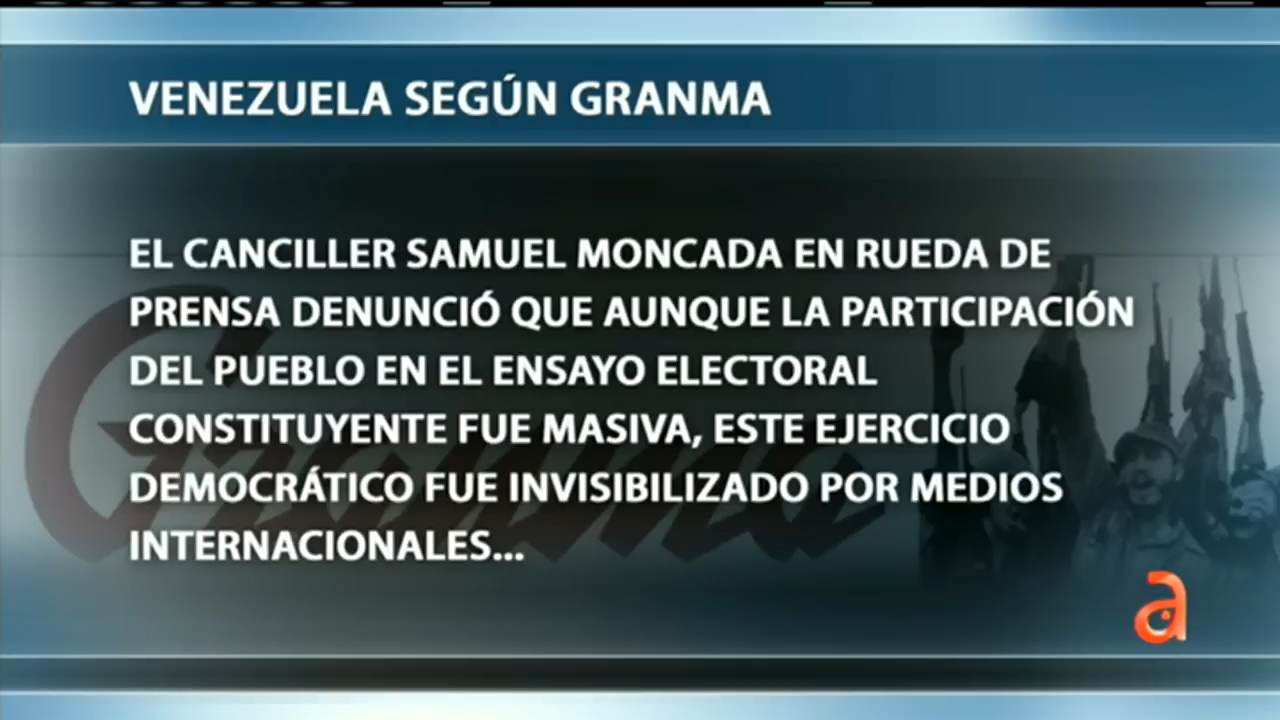 VENEZUELA SEGÚN GRANMA
EL CANCILLER SAMUEL MONCADA EN RUEDA DE
PRENSA DENUNCIÓ QUE AUNQUE LA PARTICIPACIÓN
DEL PUEBLO EN EL ENSAYO ELECTORAL
CONSTITUYENTE FUE MASIVA, ESTE EJERCICIO
DEMOCRÁTICO FUE INVISIBILIZADO POR MEDIOS
INTERNACIONALES...
Granma
a